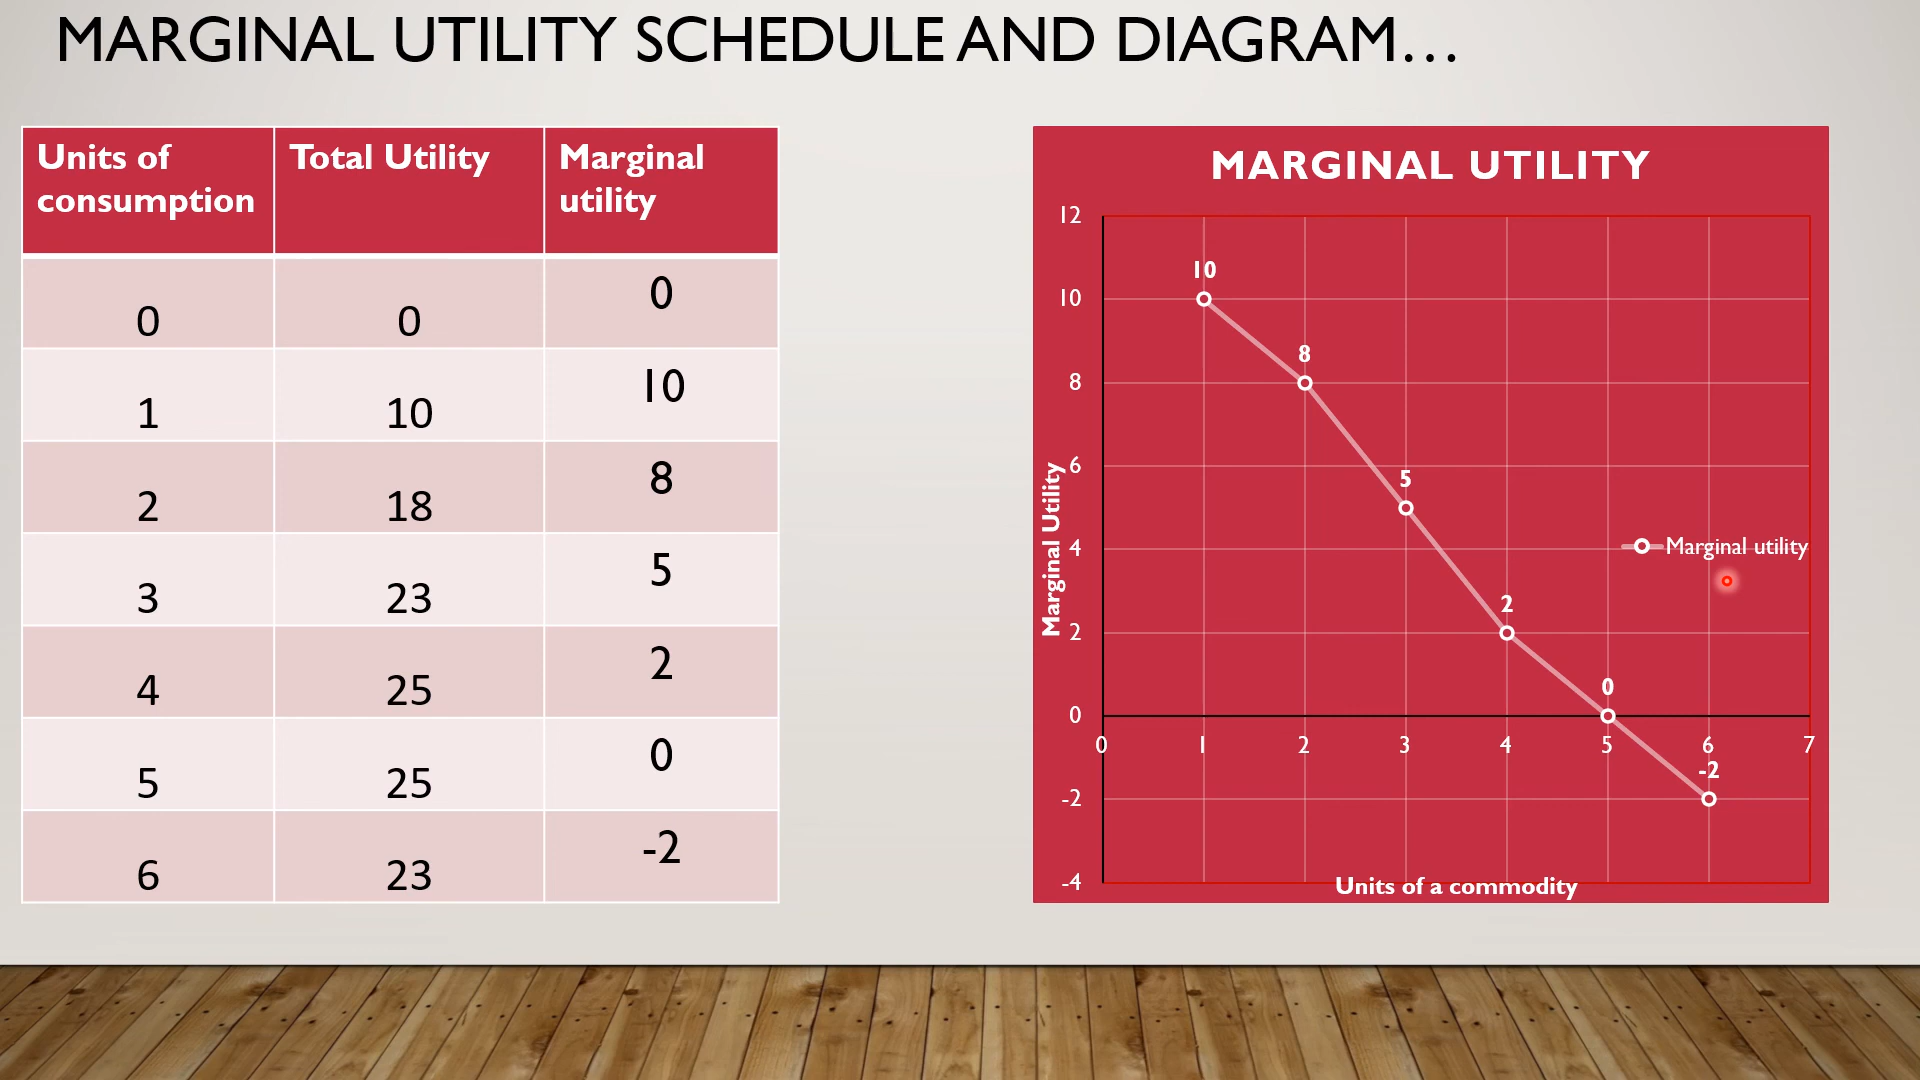 MARGINAL UTILITY SCHEDULE AND DIAGRAM…
Units of consumption Total Utility Marginal utility
0 0 0
1 10 10
2 18 8
3 23 5
4 25 2
5 25 0
6 23 -2
MARGINAL UTILITY
12
10
8
6
4
2
0
-2
-4
Marginal Utility
10
8
5
2
0
-2
Marginal utility
0 1 2 3 4 5 6 7
Units of a commodity